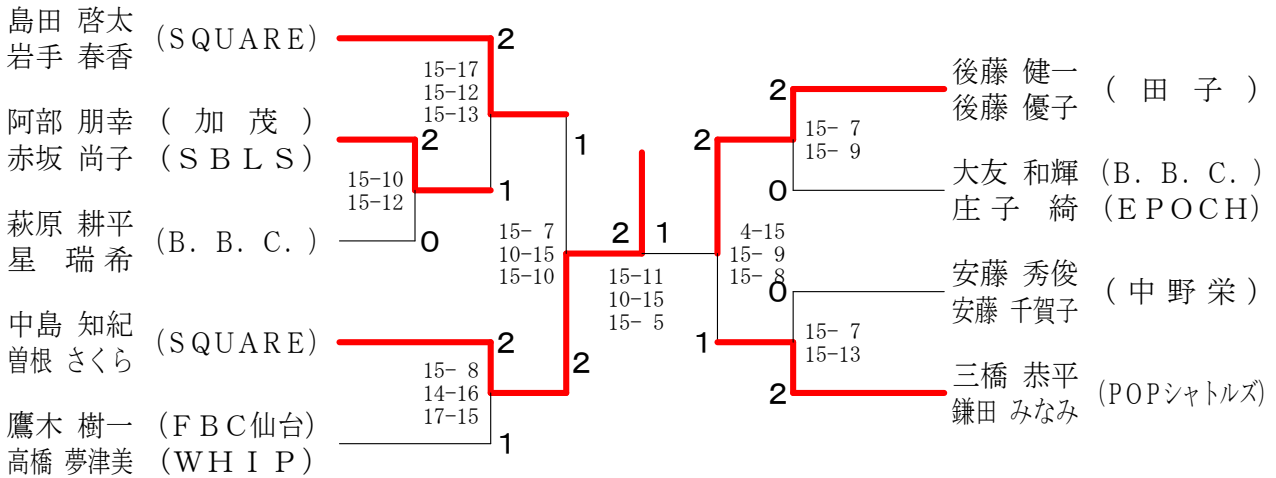 島田 啓太
岩手 春香 (SQUARE)
阿部 朋幸 ( 加 茂 )
赤坂 尚子 (ＳＢＬＳ)
萩原 耕平
星 瑞希 (B. B. C. )
中島 知紀
曽根 さくら (SQUARE)
鷹木 樹一 (ＦＢＣ仙台)
高橋 夢津美 (ＷＨＩＰ)
2
15-17
15-12
15-13
2
1
15-10
15-12
0
1
15- 7
10-15
15-10
2
15- 8
14-16
17-15
1
2
2
1
15-11
10-15
15- 5
2
4-15
15- 9
15- 8
1
2
15- 7
15- 9
0
0
15- 7
15-13
2
後藤 健一
後藤 優子 ( 田 子 )
大友 和輝 (B. B. C. )
庄子 綺 (EPOCH)
安藤 秀俊
安藤 千賀子 (中野栄)
三橋 恭平
鎌田 みなみ (POPシャトルズ)